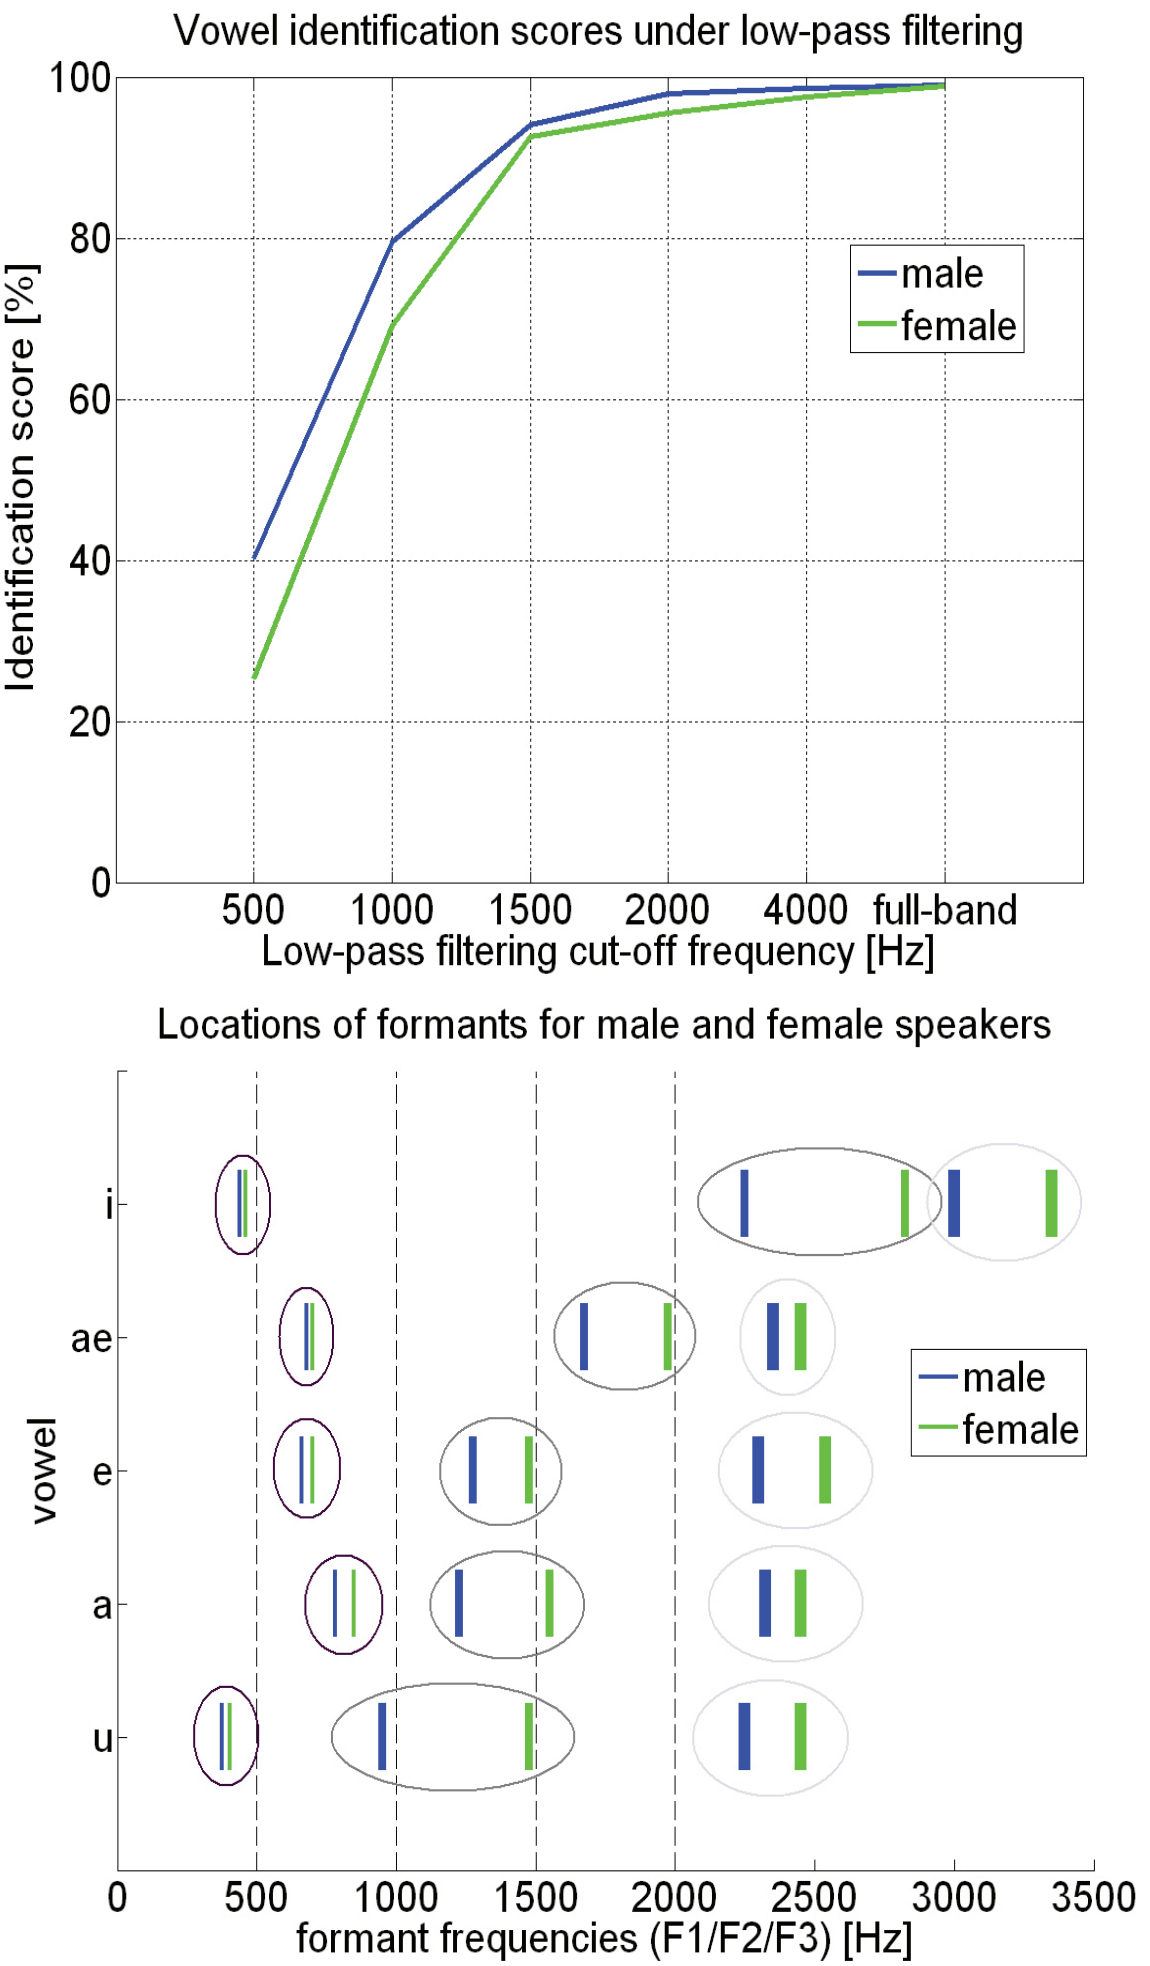 Vowel identification scores under low-pass filtering
Identification score [%]
100
80
60
40
20
0
male
female
500 1000 1500 2000 4000 full-band
Low-pass filtering cut-off frequency [Hz]
Locations of formants for male and female speakers
vowel
i
ae
e
a
u
male
female
0 500 1000 1500 2000 2500 3000 3500
formant frequencies (F1/F2/F3) [Hz]